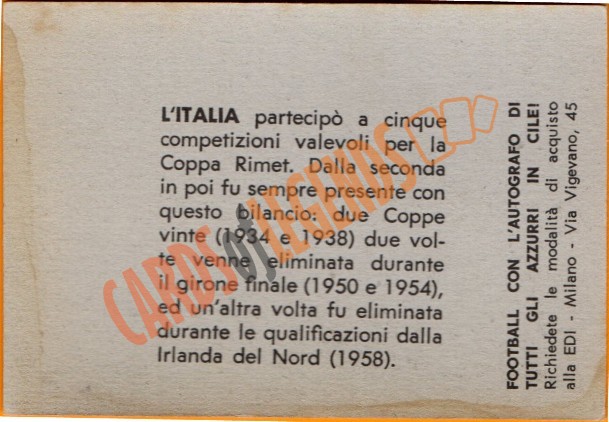 L'ITALIA partecipò a cinque
competizioni valevoli per la
Coppa Rimet. Dalla seconda
in poi fu sempre presente con
questo bilancio: due Coppe
vinte (1934 e 1938) due vol-
te venne eliminata durante
il girone finale (1950 e 1954),
ed un'altra volta fu eliminata
durante le qualificazioni dalla
Irlanda del Nord (1958).
FOOTBALL CON L'AUTOGRAFO DI
TUTTI GLI AZZURRI IN CILE!
Richiedete le modalità di acquisto
alla EDI - Milano - Via Vigevano, 45
CARDS of LEGENDS